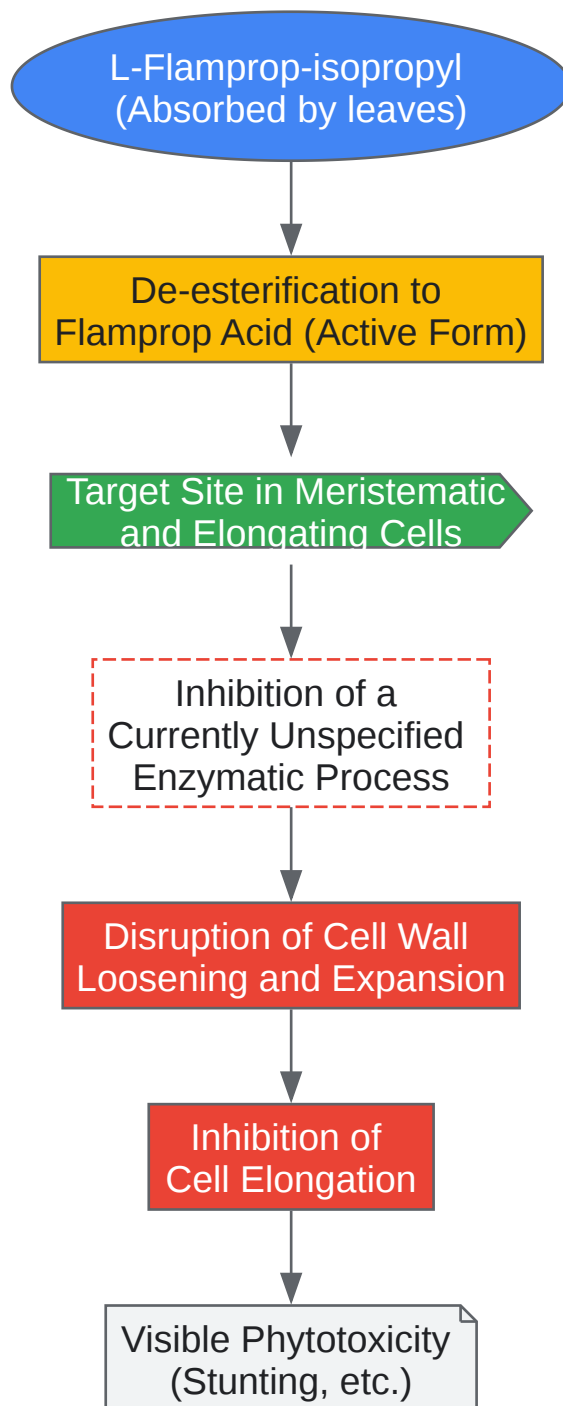 L-Flamprop-isopropyl
(Absorbed by leaves)
De-esterification to
Flamprop Acid (Active Form)
Target Site in Meristematic
and Elongating Cells
Inhibition of a
Currently Unspecified
Enzymatic Process
Disruption of Cell Wall
Loosening and Expansion
Inhibition of
Cell Elongation
Visible Phytotoxicity
(Stunting, etc.)